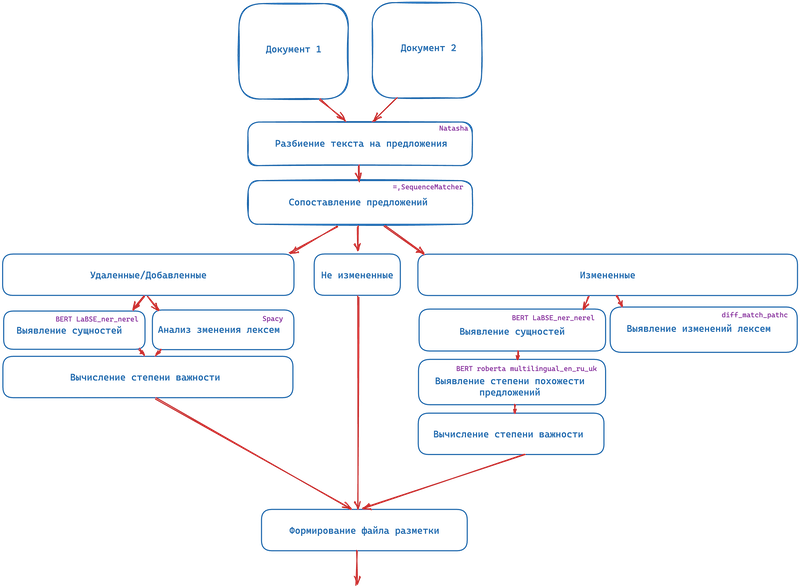 Документ 1
Документ 2
Natasha
Разбиение текста на предложения
=,SequenceMatcher
Сопоставление предложений
Удаленные/Добавленные
Не измененные
Измененные
BERT LaBSE_ner_nerel
Выявление сущностей
Spacy
Анализ зменения лексем
BERT LaBSE_ner_nerel
Выявление сущностей
diff_match_pathc
Выявление изменений лексем
Вычисление степени важности
BERT roberta multilingual_en_ru_uk
Выявление степени похожести
предложений
Вычисление степени важности
Формирование файла разметки